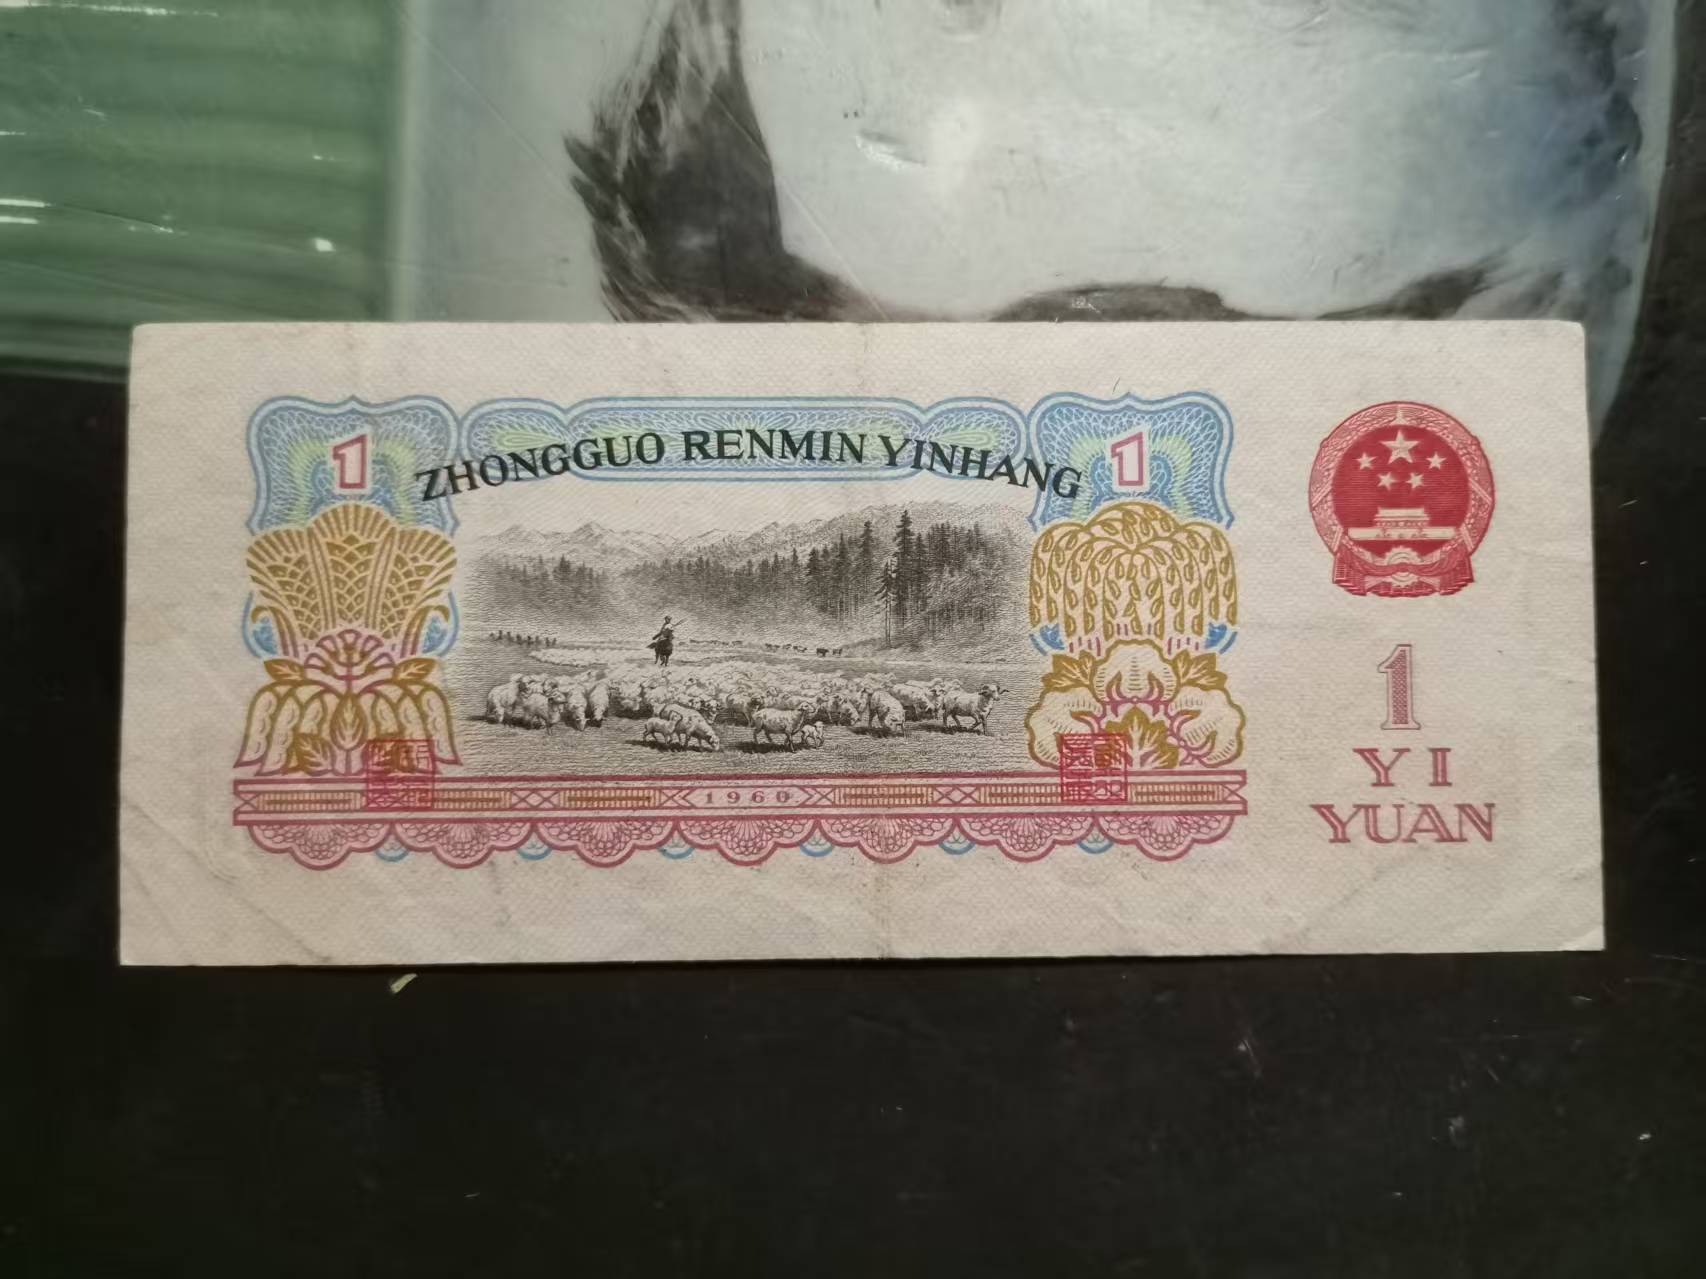 1
ZHONGGUO RENMIN YINHANG
1
1
YI
YUAN
1960